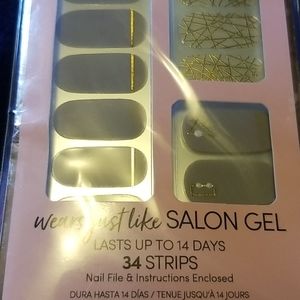 wears just like SALON GEL
LASTS UP TO 14 DAYS
34 STRIPS
Nail File & Instructions Enclosed
DURA HASTA 14 DÍAS / TENUE JUSQU'À 14 JOURS